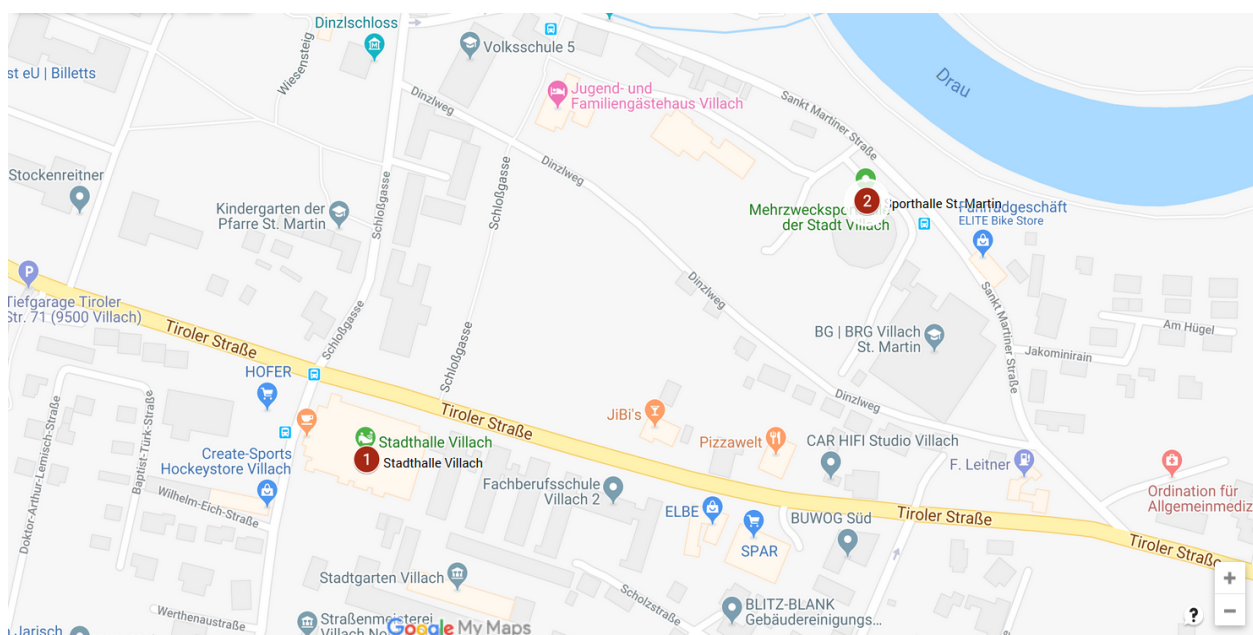 Dinzlschloss
Volksschule 5
Wiesensteig
st eU | Billetts
Drau
Jugend- und
Familiengästehaus Villach
Dinzlweg
Sankt Martiner Straße
Dinzlweg
Stockenreitner
Schloßgasse
Schloßgasse
Kindergarten der
Pfarre St. Martin
2
Sporthalle St. Martin
der Stadt Villach
ELITE Bike Store
P
Tiefgarage Tiroler
Str. 71 (9500 Villach)
Dinzlweg
Sankt Martiner Straße
Tiroler Straße
Schloßgasse
Schloßgasse
BG | BRG Villach
St. Martin
Am Hügel
Jakominirain
HOFER
Dinzlweg
Tiroler Straße
JiBi's
Pizzawelt
CAR HIFI Studio Villach
Doktor-Arthur-Lemisch-Straße
Baptist-Türk-Straße
Stadthalle Villach
1
Stadthalle Villach
Create-Sports
Hockeystore Villach
F. Leitner
Wilhelm-Eich-Straße
Fachberufsschule
Villach 2
Ordination für
Allgemeinmediz
ELBE
SPAR
BUWOG Süd
Tiroler Straße
Tiroler Straße
Stadtgarten Villach
Scholzstraße
Werthenaustraße
BLITZ-BLANK
Gebäudereinigungs...
Straßenmeisterei
Jarisch
Google My Maps
+
−
?